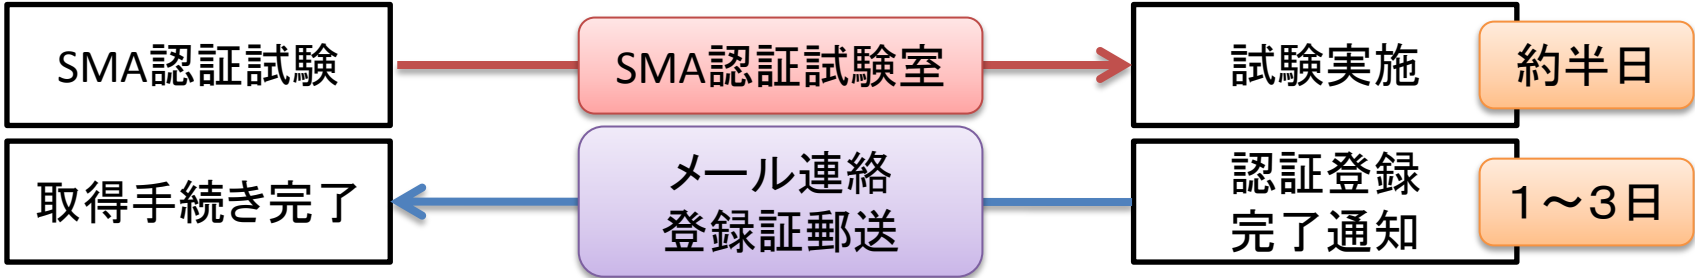 SMA認証試験
SMA認証試験室
試験実施
約半日
取得手続き完了
メール連絡
登録証郵送
認証登録
完了通知
１～３日